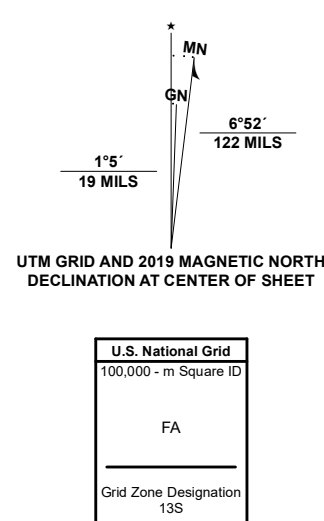 MN
GN
6°52´
122 MILS
1°5´
19 MILS
UTM GRID AND 2019 MAGNETIC NORTH
DECLINATION AT CENTER OF SHEET
U.S. National Grid
100,000 - m Square ID
FA
Grid Zone Designation
13S